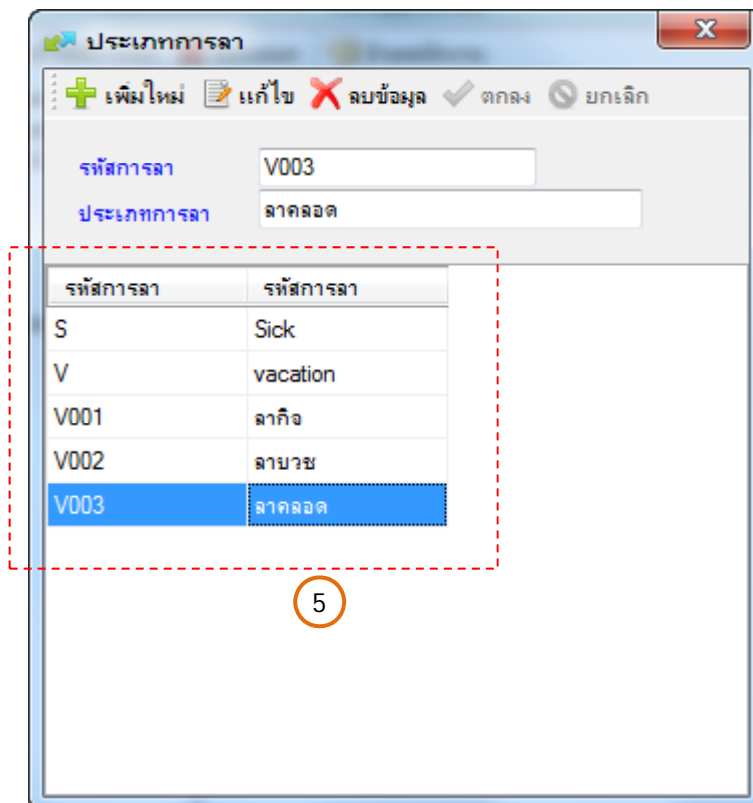 ประเภทการลา
X
เพิ่มใหม่ แก้ไข ลบข้อมูล ตกลง ยกเลิก
รหัสการลา V003
ประเภทการลา ลาคลอด
รหัสการลา รหัสการลา
S Sick
V vacation
V001 ลากิจ
V002 ลาบวช
V003 ลาคลอด
5